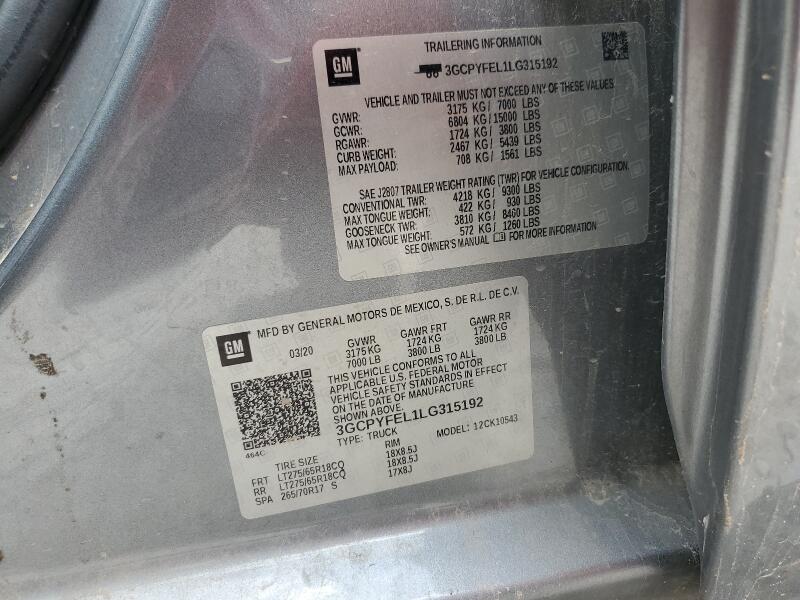 GM
TRAILERING INFORMATION
3GCPYFEL1LG315192
VEHICLE AND TRAILER MUST NOT EXCEED ANY OF THESE VALUES
GVWR: 3175 KG / 7000 LBS
GCWR: 6804 KG / 15000 LBS
RGAWR: 1724 KG / 3800 LBS
CURB WEIGHT: 2467 KG / 5439 LBS
MAX PAYLOAD: 708 KG / 1561 LBS
SAE J2807 TRAILER WEIGHT RATING (TWR) FOR VEHICLE CONFIGURATION.
CONVENTIONAL TWR: 4218 KG / 9300 LBS
MAX TONGUE WEIGHT: 422 KG / 930 LBS
GOOSENECK TWR: 3810 KG / 8400 LBS
MAX TONGUE WEIGHT: 572 KG / 1260 LBS
SEE OWNER'S MANUAL FOR MORE INFORMATION
GM
MFD BY GENERAL MOTORS DE MEXICO, S. DE R.L. DE C.V.
03/20 GVWR GAWR FRT GAWR RR
3175 KG 1724 KG 1724 KG
7000 LB 3800 LB 3800 LB
THIS VEHICLE CONFORMS TO ALL
APPLICABLE U.S. FEDERAL MOTOR
VEHICLE SAFETY STANDARDS IN EFFECT
ON THE DATE OF MANUFACTURE
SHOWN ABOVE.
3GCPYFEL1LG315192
TYPE: TRUCK MODEL: 12CK10543
464C
TIRE SIZE RIM
FRT LT275/65R18CQ 18X8.5J
RR LT275/65R18CQ 18X8.5J
SPA 265/70R17 S 17X8J